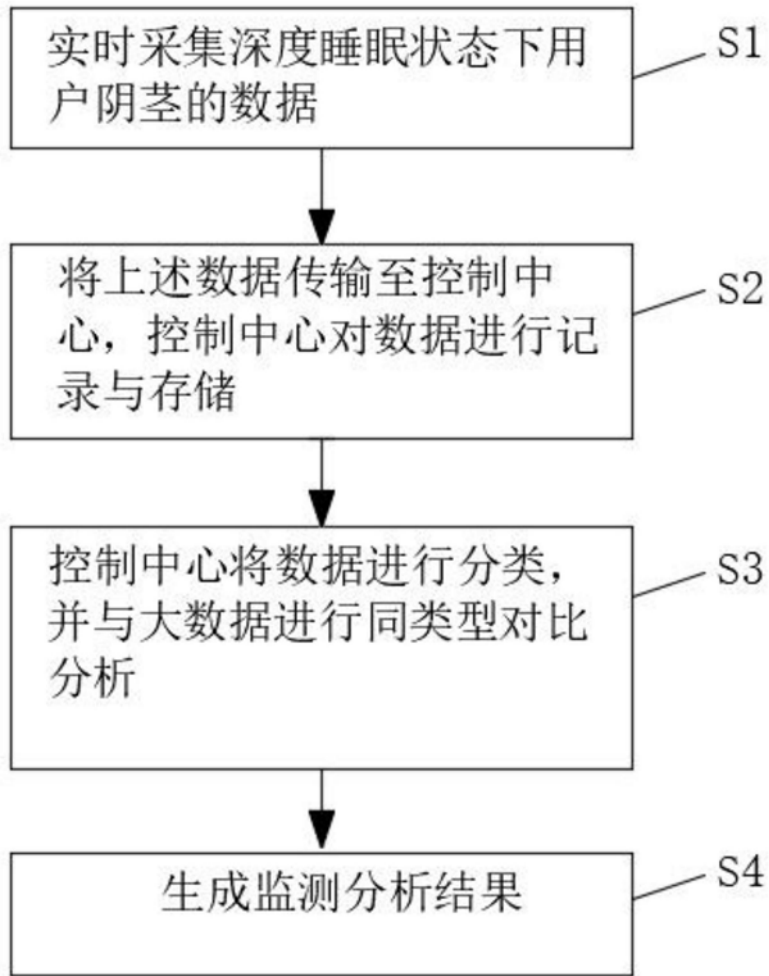 实时采集深度睡眠状态下用
户阴茎的数据
S1
将上述数据传输至控制中
心，控制中心对数据进行记
录与存储
S2
控制中心将数据进行分类，
并与大数据进行同类型对比
分析
S3
生成监测分析结果
S4